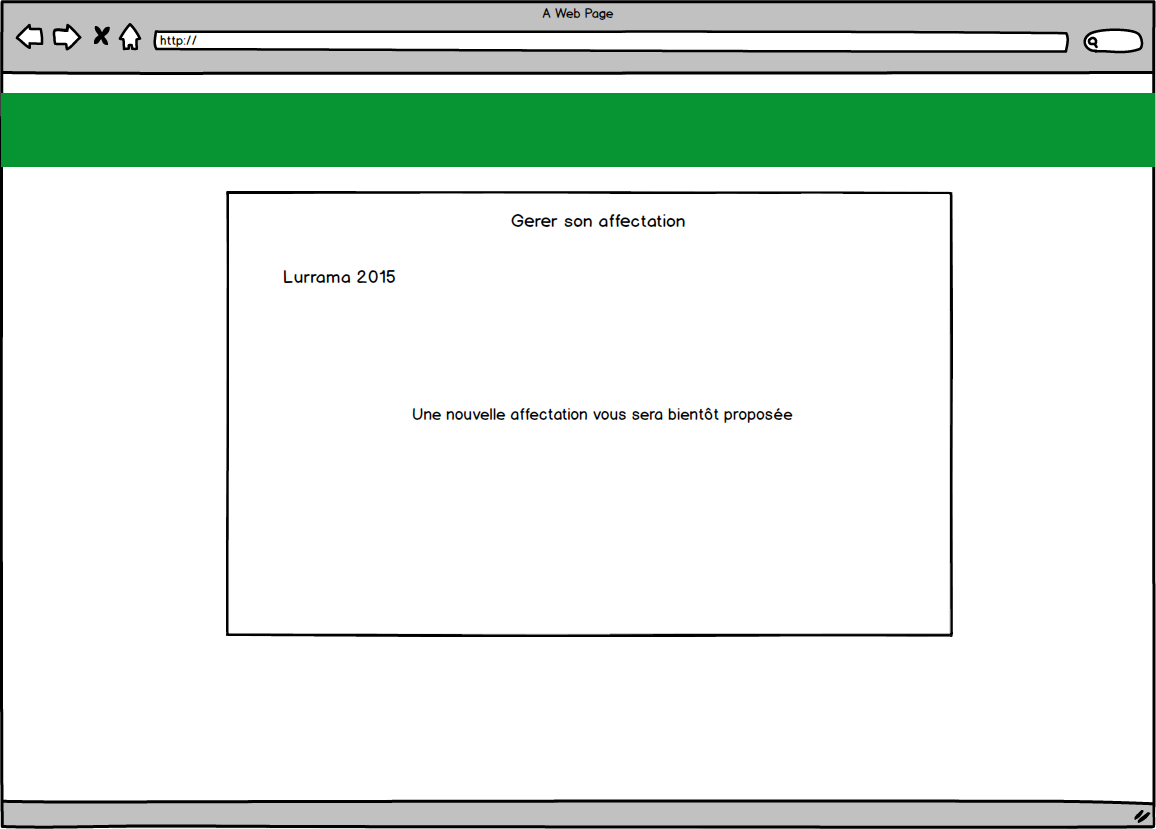 A Web Page
http://
Gerer son affectation
Lurrama 2015
Une nouvelle affectation vous sera bientôt proposée